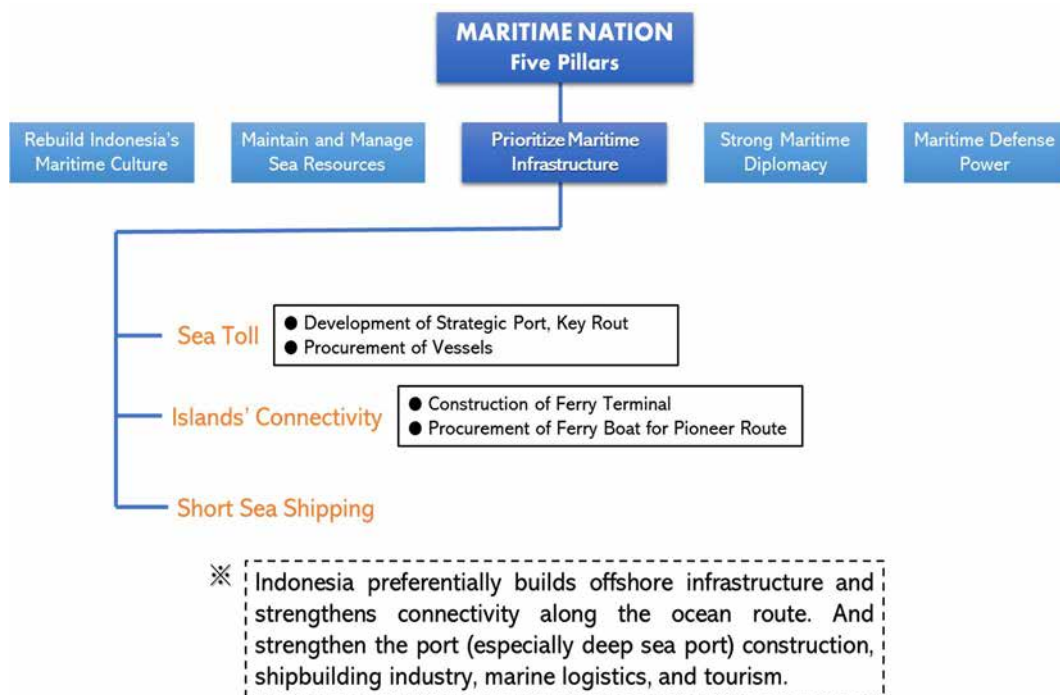 MARITIME NATION
Five Pillars
Rebuild Indonesia's
Maritime Culture
Maintain and Manage
Sea Resources
Prioritize Maritime
Infrastructure
Strong Maritime
Diplomacy
Maritime Defense
Power
Sea Toll
● Development of Strategic Port, Key Rout
● Procurement of Vessels
Islands' Connectivity
● Construction of Ferry Terminal
● Procurement of Ferry Boat for Pioneer Route
Short Sea Shipping
※ Indonesia preferentially builds offshore infrastructure and
strengthens connectivity along the ocean route. And
strengthen the port (especially deep sea port) construction,
shipbuilding industry, marine logistics, and tourism.